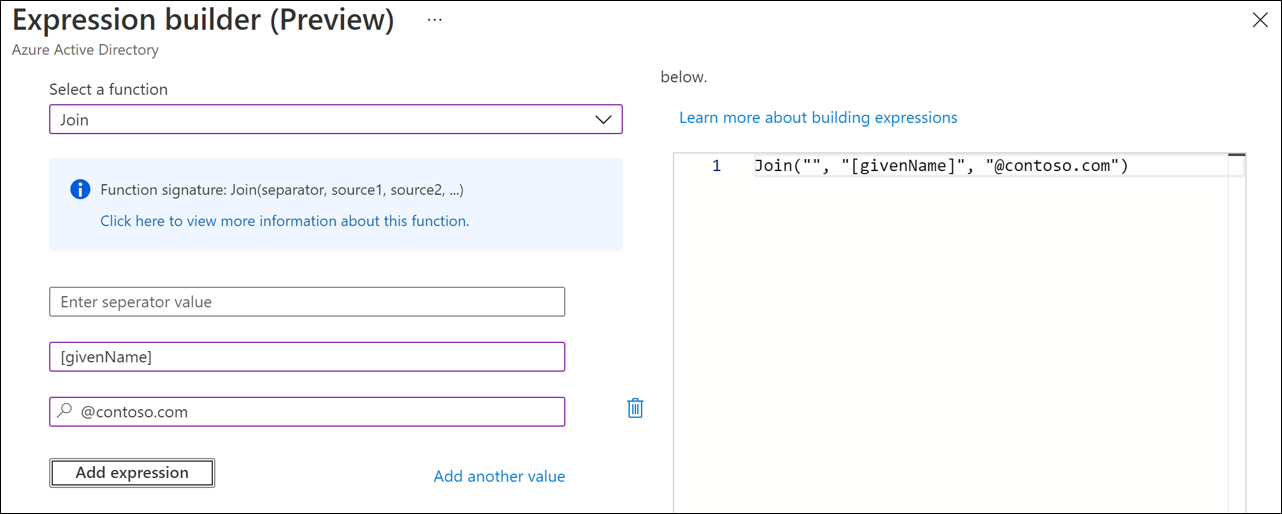 Expression builder (Preview) ...
Azure Active Directory
Select a function
Join
Function signature: Join(separator, source1, source2, ...)
Click here to view more information about this function.
Enter seperator value
[givenName]
@contoso.com
Add expression
Add another value
below.
Learn more about building expressions
1 Join("", "[givenName]", "@contoso.com")